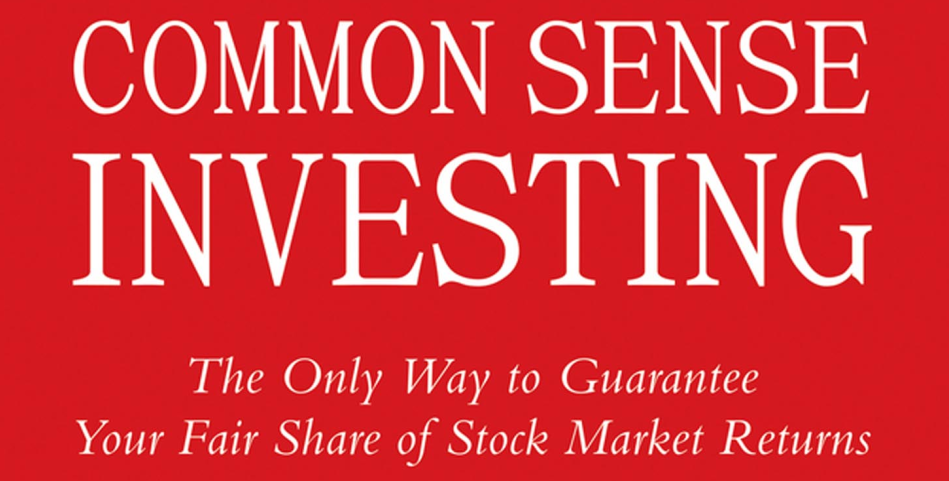 COMMON SENSE
INVESTING
The Only Way to Guarantee
Your Fair Share of Stock Market Returns